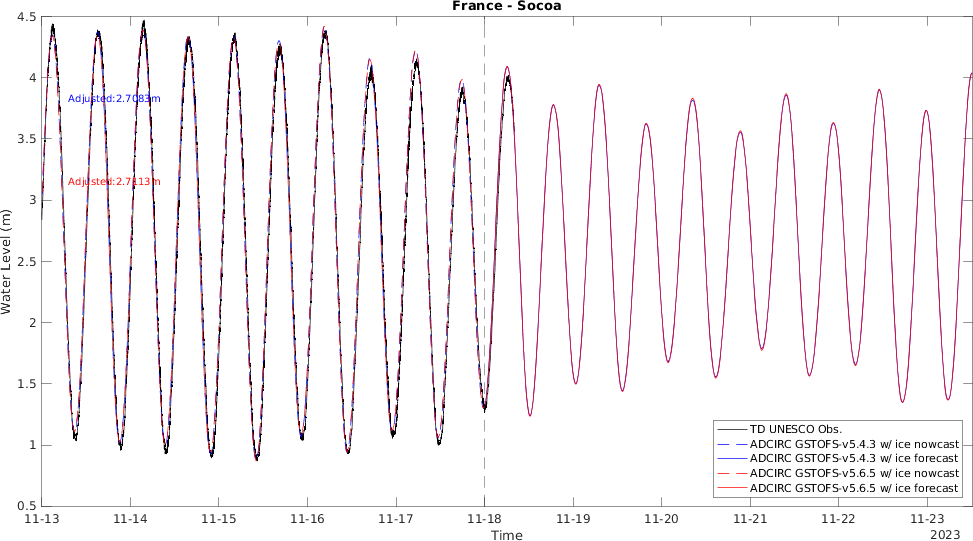 France - Socoa
4.5
4
3.5
3
2.5
2
1.5
1
0.5
Water Level (m)
Adjusted:2.7083m
Adjusted:2.7113m
TD UNESCO Obs.
ADCIRC GSTOFS-v5.4.3 w/ ice nowcast
ADCIRC GSTOFS-v5.4.3 w/ ice forecast
ADCIRC GSTOFS-v5.6.5 w/ ice nowcast
ADCIRC GSTOFS-v5.6.5 w/ ice forecast
11-13 11-14 11-15 11-16 11-17 11-18 11-19 11-20 11-21 11-22 11-23
Time
2023